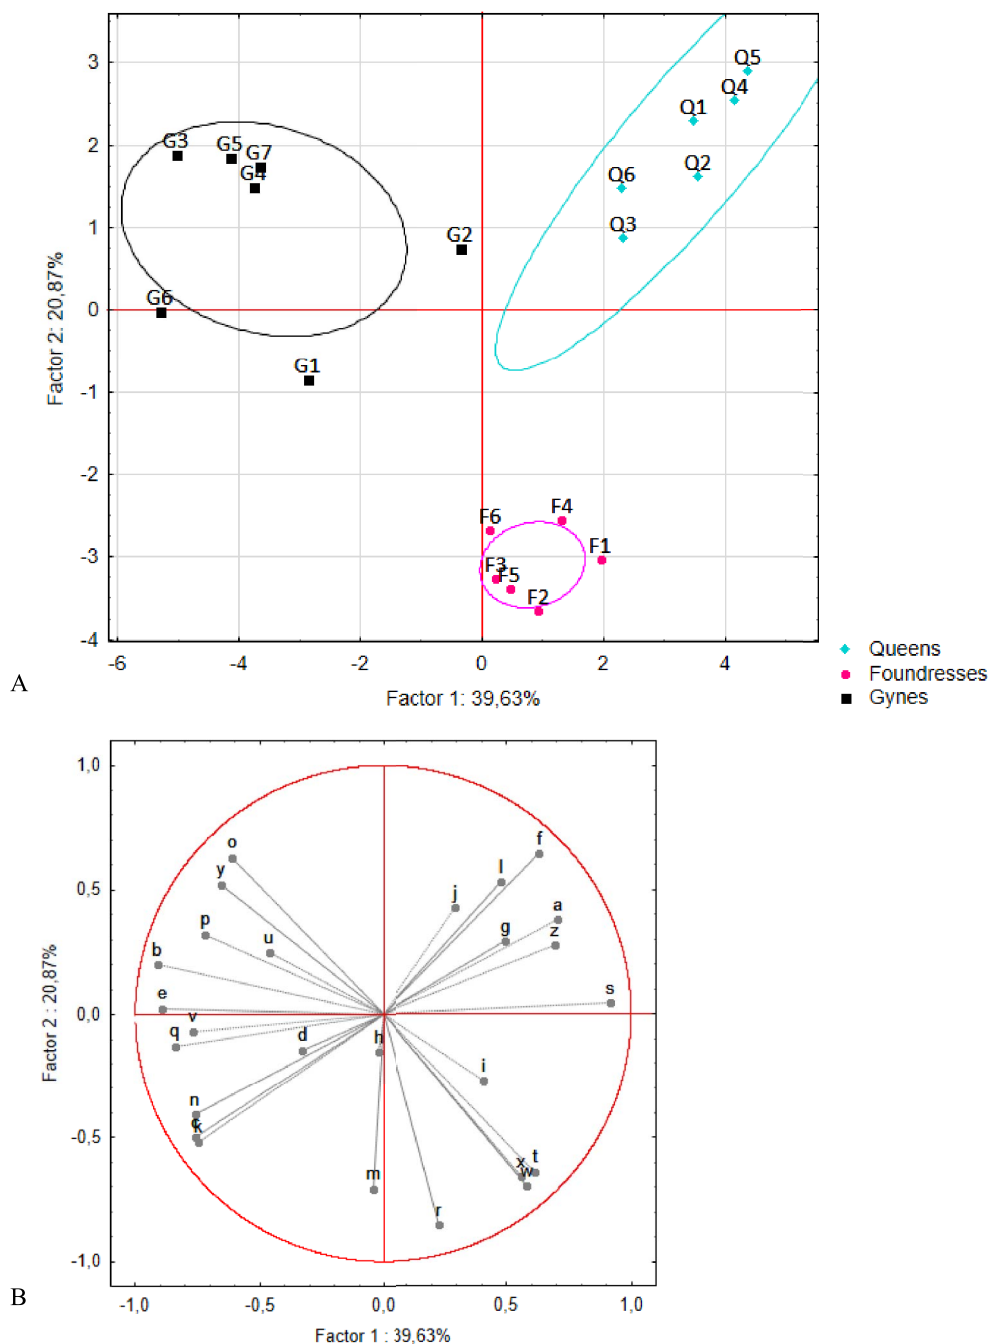 3
2
1
0
-1
-2
-3
-4
-6
-4
-2
0
2
4
Factor 2: 20,87%
Factor 1: 39,63%
Q5
Q4
Q1
Q2
Q6
Q3
G3
G5
G7
G4
G2
G6
G1
F6
F4
F1
F3
F5
F2
Queens
Foundresses
Gynes
A
1,0
0,5
0,0
-0,5
-1,0
-1,0
-0,5
0,0
0,5
1,0
Factor 2 : 20,87%
Factor 1 : 39,63%
o
y
p
u
b
e
v
q
d
h
n
c
k
m
r
f
l
j
a
g
z
s
i
t
x
w
B